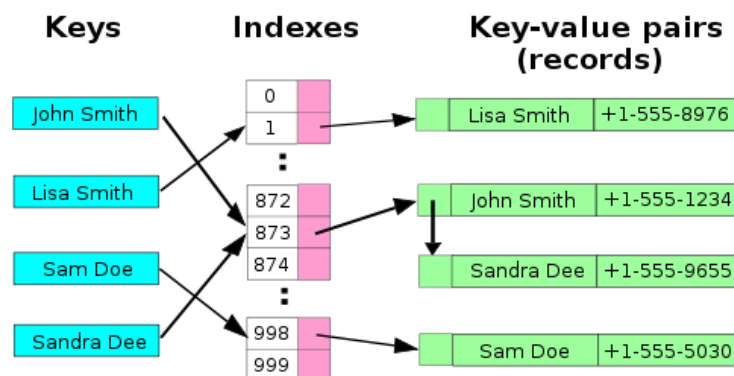 Keys
Indexes
Key-value pairs
(records)
John Smith
Lisa Smith
Sam Doe
Sandra Dee
0
1
:
872
873
874
:
998
999
Lisa Smith +1-555-8976
John Smith +1-555-1234
Sandra Dee +1-555-9655
Sam Doe +1-555-5030